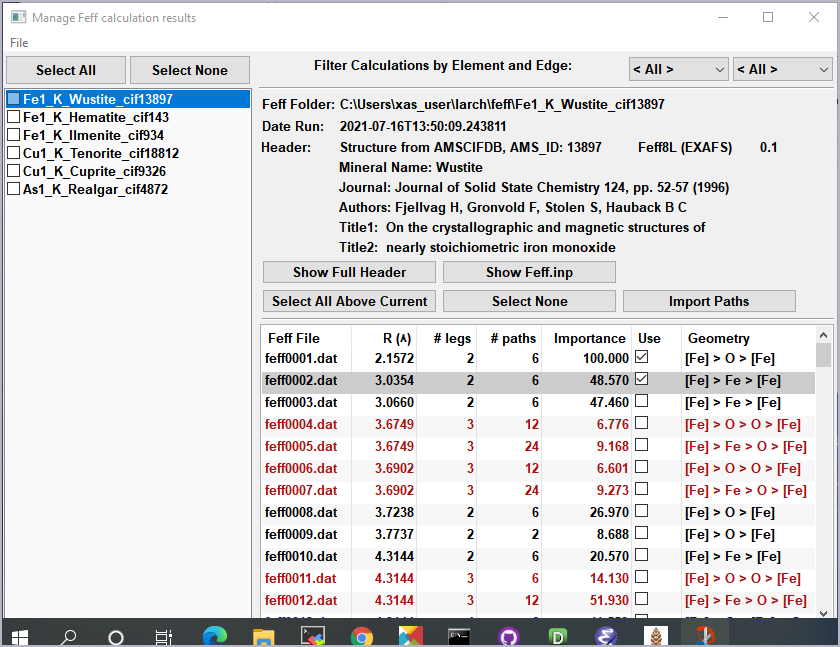 Manage Feff calculation results
File
Select All
Select None
Filter Calculations by Element and Edge:
< All >
< All >
Fe1_K_Wustite_cif13897
Fe1_K_Hematite_cif143
Fe1_K_Ilmenite_cif934
Cu1_K_Tenorite_cif18812
Cu1_K_Cuprite_cif9326
As1_K_Realgar_cif4872
Feff Folder: C:\Users\xas_user\larch\feff\Fe1_K_Wustite_cif13897
Date Run: 2021-07-16T13:50:09.243811
Header: Structure from AMSCIFDB, AMS_ID: 13897 Feff8L (EXAFS) 0.1
Mineral Name: Wustite
Journal: Journal of Solid State Chemistry 124, pp. 52-57 (1996)
Authors: Fjellvag H, Gronvold F, Stolen S, Hauback B C
Title1: On the crystallographic and magnetic structures of
Title2: nearly stoichiometric iron monoxide
Show Full Header
Show Feff.inp
Select All Above Current
Select None
Import Paths
Feff File R (Å) # legs # paths Importance Use Geometry
feff0001.dat 2.1572 2 6 100.000 [Fe] > O > [Fe]
feff0002.dat 3.0354 2 6 48.570 [Fe] > Fe > [Fe]
feff0003.dat 3.0660 2 6 47.460 [Fe] > Fe > [Fe]
feff0004.dat 3.6749 3 12 6.776 [Fe] > O > O > [Fe]
feff0005.dat 3.6749 3 24 9.168 [Fe] > Fe > O > [Fe]
feff0006.dat 3.6902 3 12 6.601 [Fe] > O > O > [Fe]
feff0007.dat 3.6902 3 24 9.273 [Fe] > Fe > O > [Fe]
feff0008.dat 3.7238 2 6 26.970 [Fe] > O > [Fe]
feff0009.dat 3.7737 2 2 8.688 [Fe] > O > [Fe]
feff0010.dat 4.3144 2 6 20.570 [Fe] > Fe > [Fe]
feff0011.dat 4.3144 3 6 14.130 [Fe] > O > O > [Fe]
feff0012.dat 4.3144 3 12 51.930 [Fe] > Fe > O > [Fe]